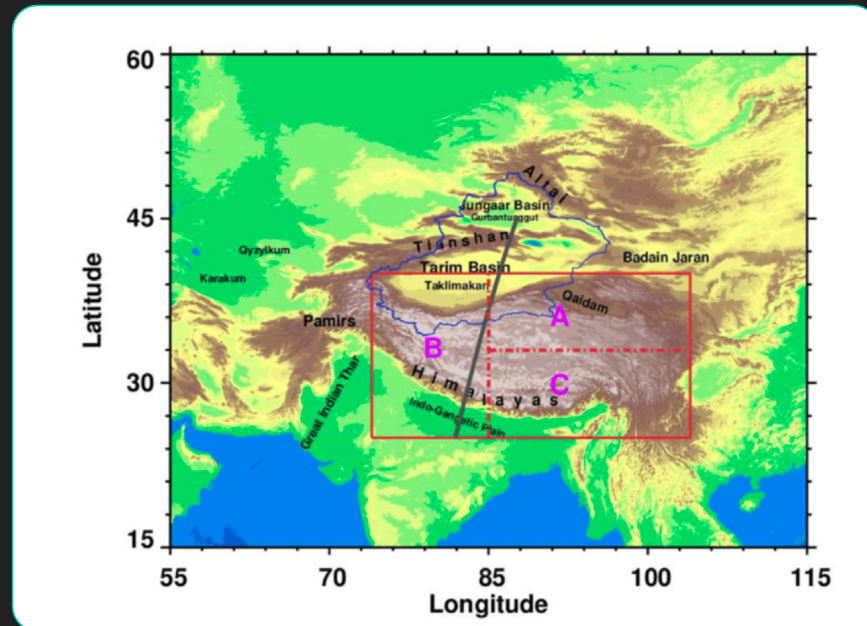 60
45
30
15
55
70
85
100
115
Latitude
Longitude
Altai
Jungaar Basin
Gurbantunggut
Tianshan
Qyzylkum
Karakum
Badain Jaran
Tarim Basin
Taklimakan
Qaidam
A
Pamirs
B
Himalayas
C
Great Indian Thar
Indo-Gangetic Plain